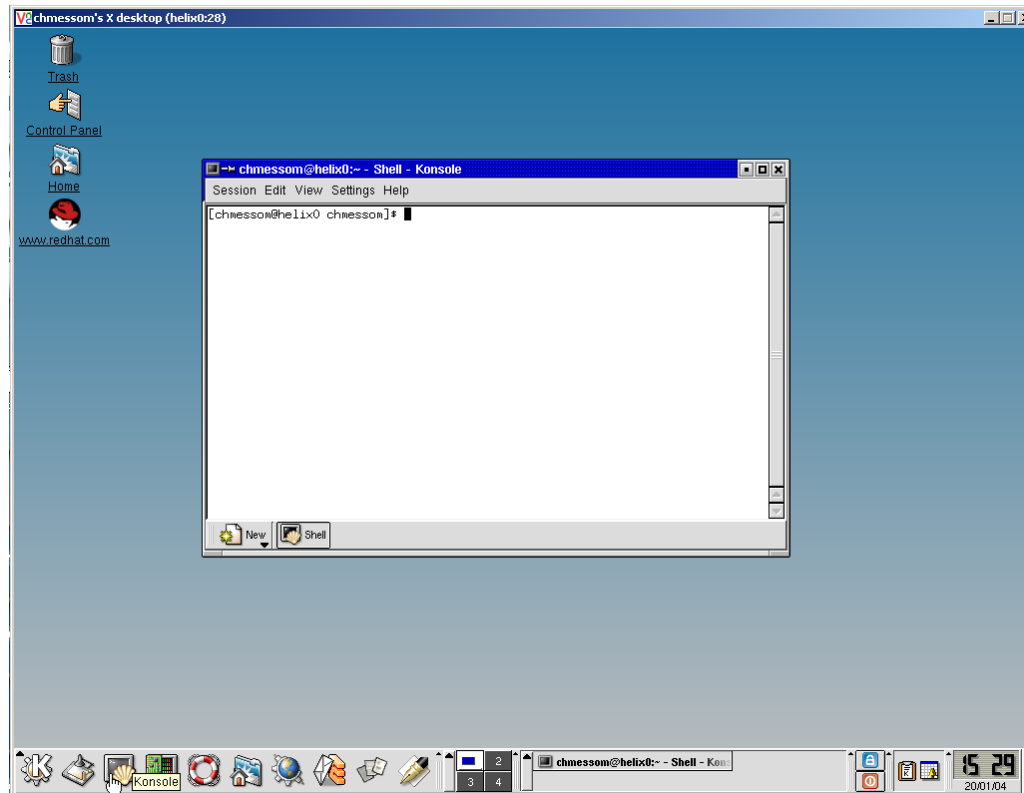 chmessom's X desktop (helix0:28)
Trash
Control Panel
Home
www.redhat.com
chmessom@helix0:~ - Shell - Konsole
Session Edit View Settings Help
[chmessom@helix0 chmessom]$
New
Shell
Konsole
2
3 4
chmessom@helix0:~ - Shell - Kons
15 29
20/01/04